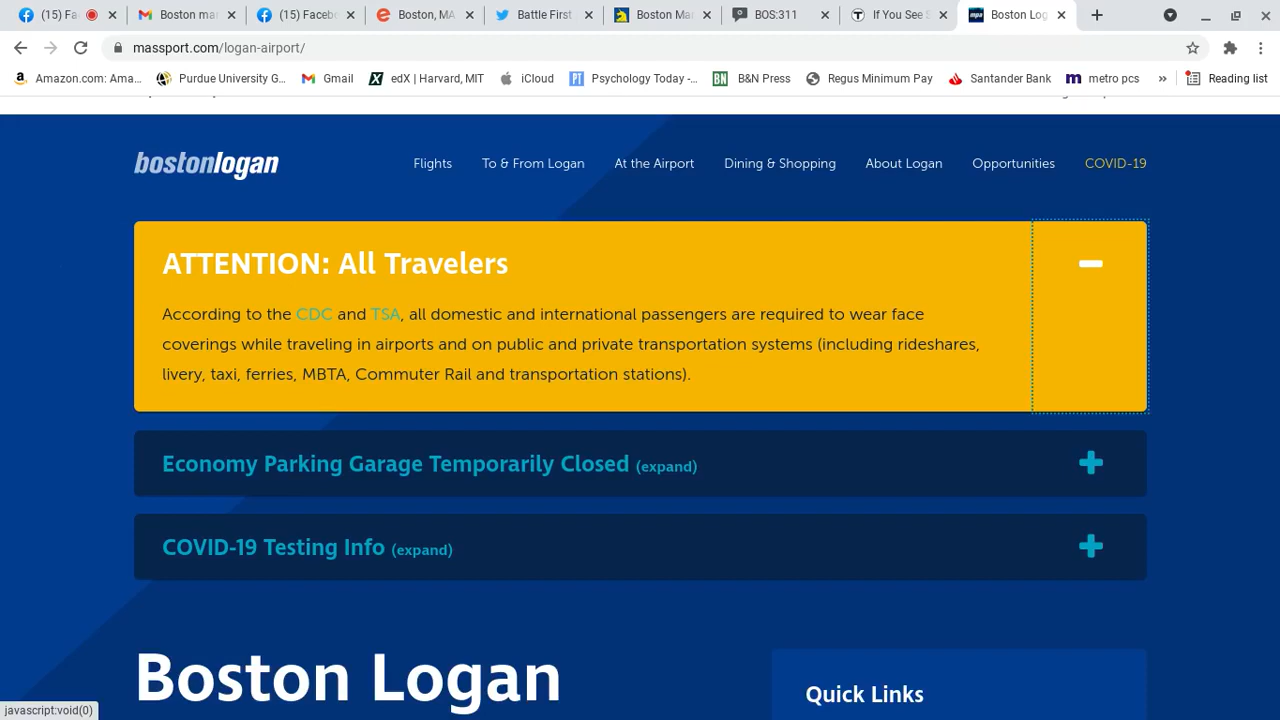 (15) Fa
Boston mar
(15) Facebo
Boston, MA
Battle First
Boston Mar
BOS:311
If You See S
Boston Log
massport.com/logan-airport/
Amazon.com: Ama...
Purdue University G...
Gmail
edX | Harvard, MIT
iCloud
Psychology Today -...
B&N Press
Regus Minimum Pay
Santander Bank
metro pcs
»
Reading list
bostonlogan
Flights
To & From Logan
At the Airport
Dining & Shopping
About Logan
Opportunities
COVID-19
ATTENTION: All Travelers
According to the CDC and TSA, all domestic and international passengers are required to wear face
coverings while traveling in airports and on public and private transportation systems (including rideshares,
livery, taxi, ferries, MBTA, Commuter Rail and transportation stations).
Economy Parking Garage Temporarily Closed (expand)
COVID-19 Testing Info (expand)
Boston Logan
Quick Links
javascript:void(0)